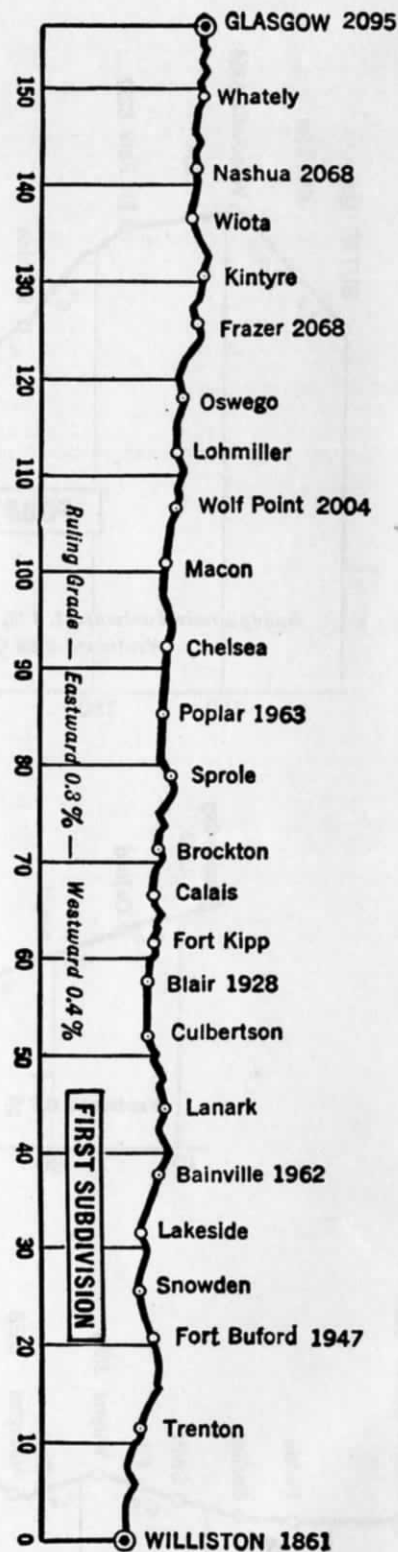 GLASGOW 2095
150
Whately
Nashua 2068
140
Wiota
Kintyre
130
Frazer 2068
120
Oswego
Lohmiller
110
Wolf Point 2004
Macon
100
Chelsea
90
Poplar 1963
80
Sprole
Brockton
70
Calais
Fort Kipp
60
Blair 1928
Culbertson
50
Lanark
40
Bainville 1962
Lakeside
30
Snowden
Fort Buford 1947
20
Trenton
10
WILLISTON 1861
0
Ruling Grade — Eastward 0.3% — Westward 0.4%
FIRST SUBDIVISION